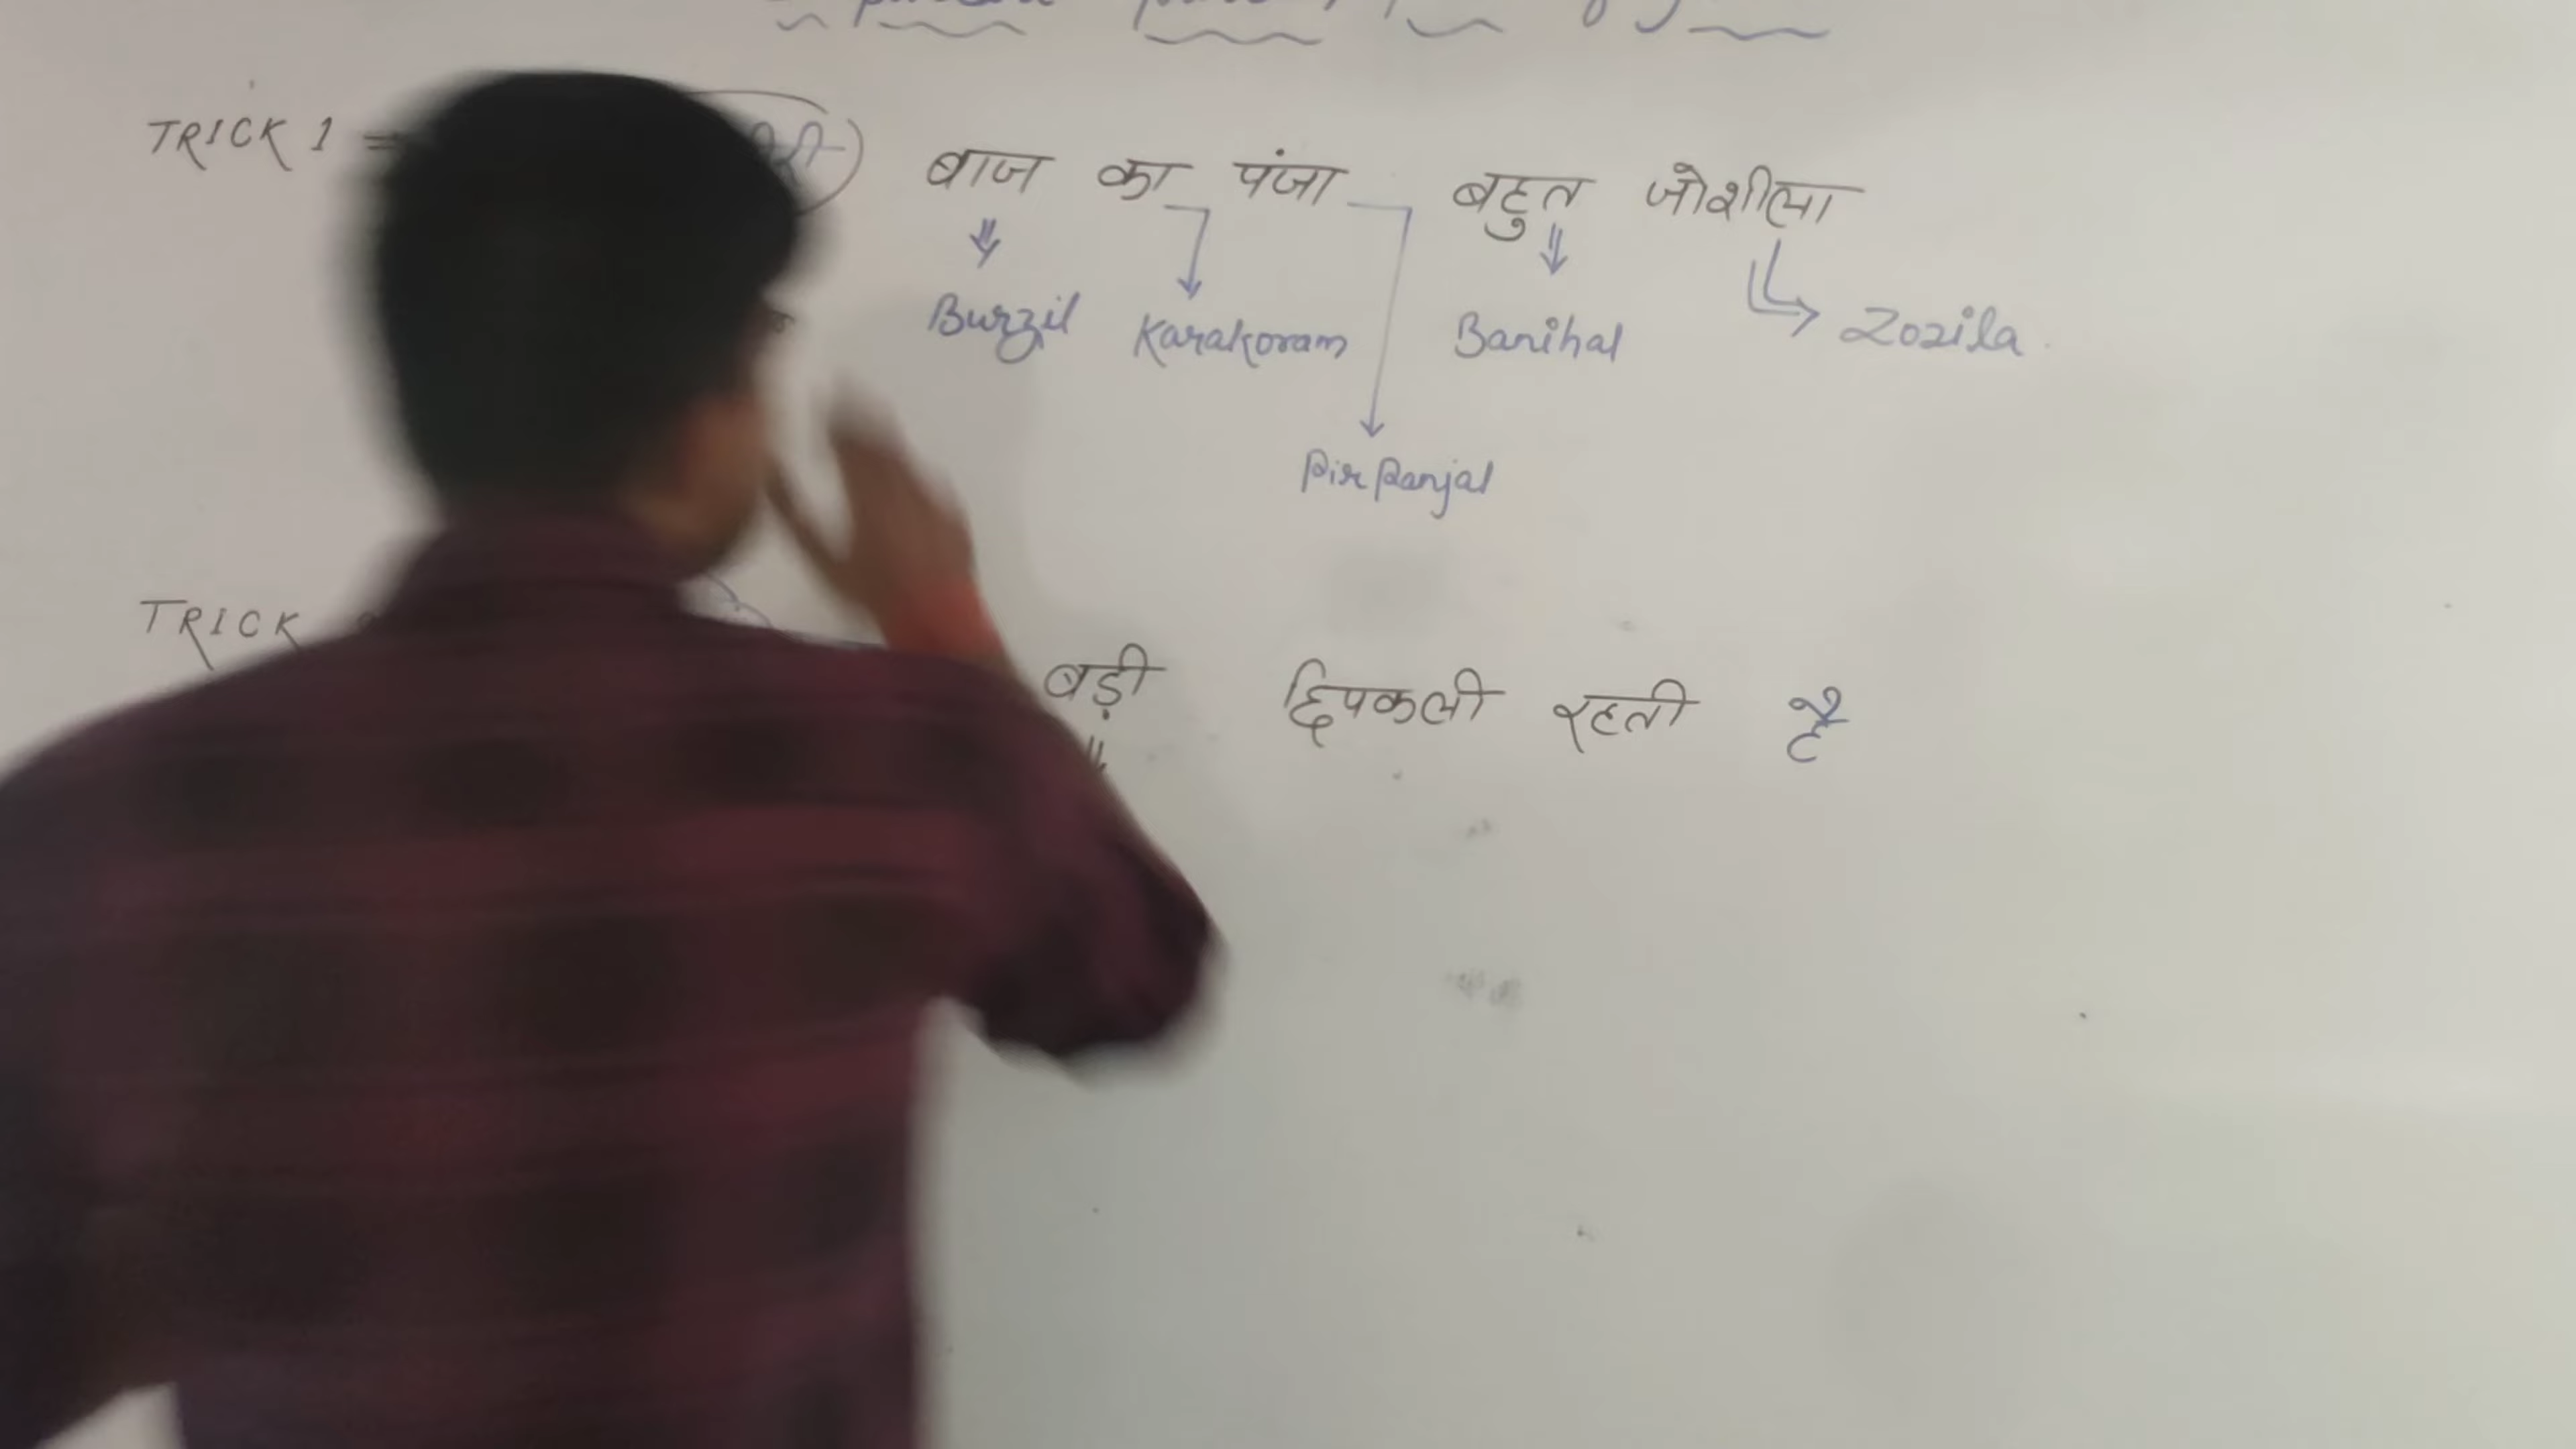 TRICK 1 =
बाज का पंजा बहुत जोशीला
Burzil Karakoram Banihal Zozila
Pir Panjal
TRICK
बड़ी छिपकली रहती है